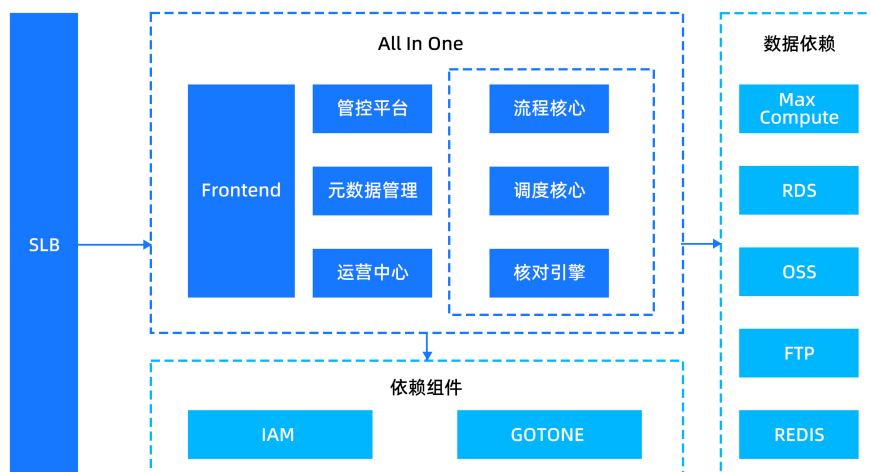 SLB
All In One
Frontend
管控平台
元数据管理
运营中心
流程核心
调度核心
核对引擎
依赖组件
IAM
GOTONE
数据依赖
Max
Compute
RDS
OSS
FTP
REDIS